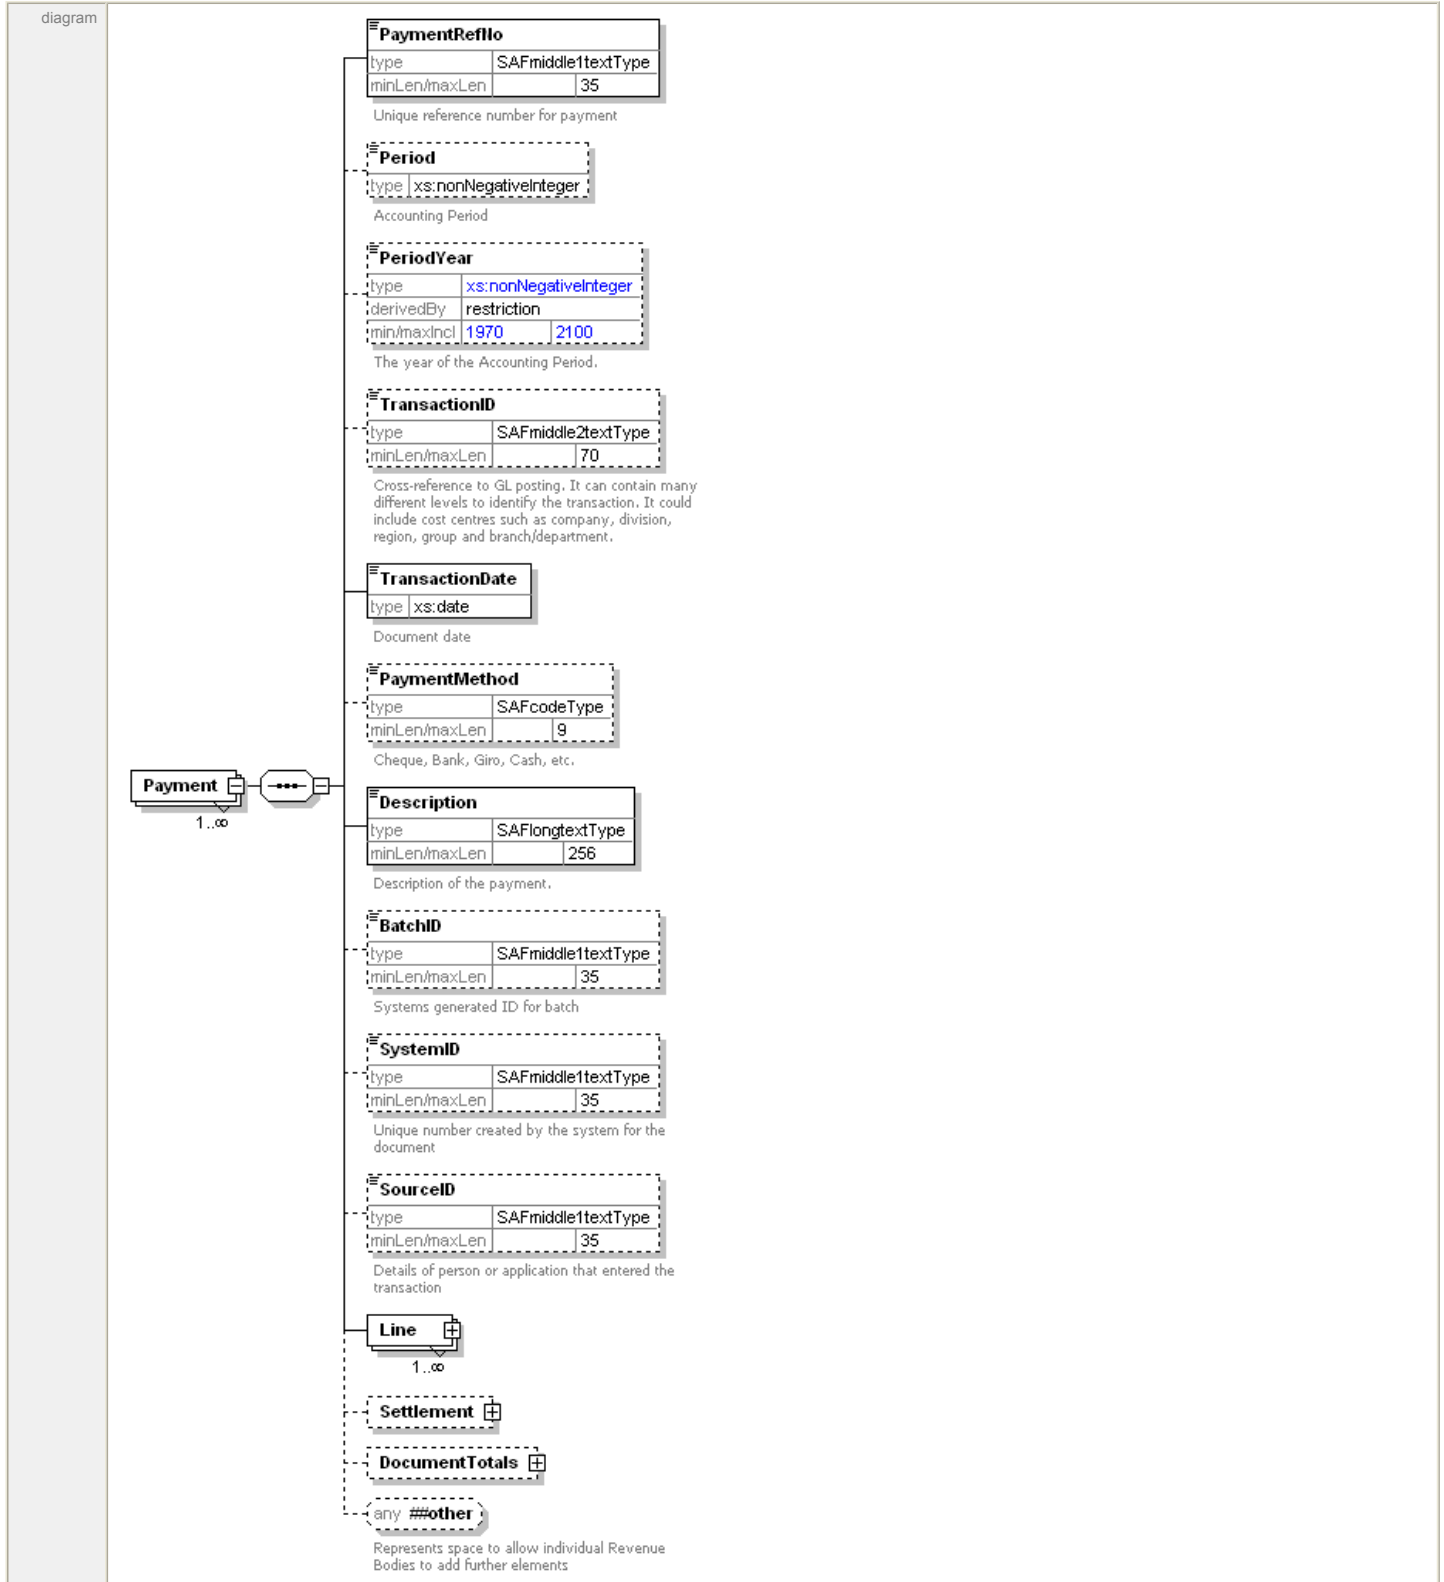 diagram
PaymentRefNo
type SAFmiddle1textType
minLen/maxLen 35
Unique reference number for payment
Period
type xs:nonNegativeInteger
Accounting Period
PeriodYear
type xs:nonNegativeInteger
derivedBy restriction
min/maxIncl 1970 2100
The year of the Accounting Period.
TransactionID
type SAFmiddle2textType
minLen/maxLen 70
Cross-reference to GL posting. It can contain many
different levels to identify the transaction. It could
include cost centres such as company, division,
region, group and branch/department.
TransactionDate
type xs:date
Document date
PaymentMethod
type SAFcodeType
minLen/maxLen 9
Cheque, Bank, Giro, Cash, etc.
Payment
1..∞
Description
type SAFlongtextType
minLen/maxLen 256
Description of the payment.
BatchID
type SAFmiddle1textType
minLen/maxLen 35
Systems generated ID for batch
SystemID
type SAFmiddle1textType
minLen/maxLen 35
Unique number created by the system for the
document
SourceID
type SAFmiddle1textType
minLen/maxLen 35
Details of person or application that entered the
transaction
Line
1..∞
Settlement
DocumentTotals
any ##other
Represents space to allow individual Revenue
Bodies to add further elements